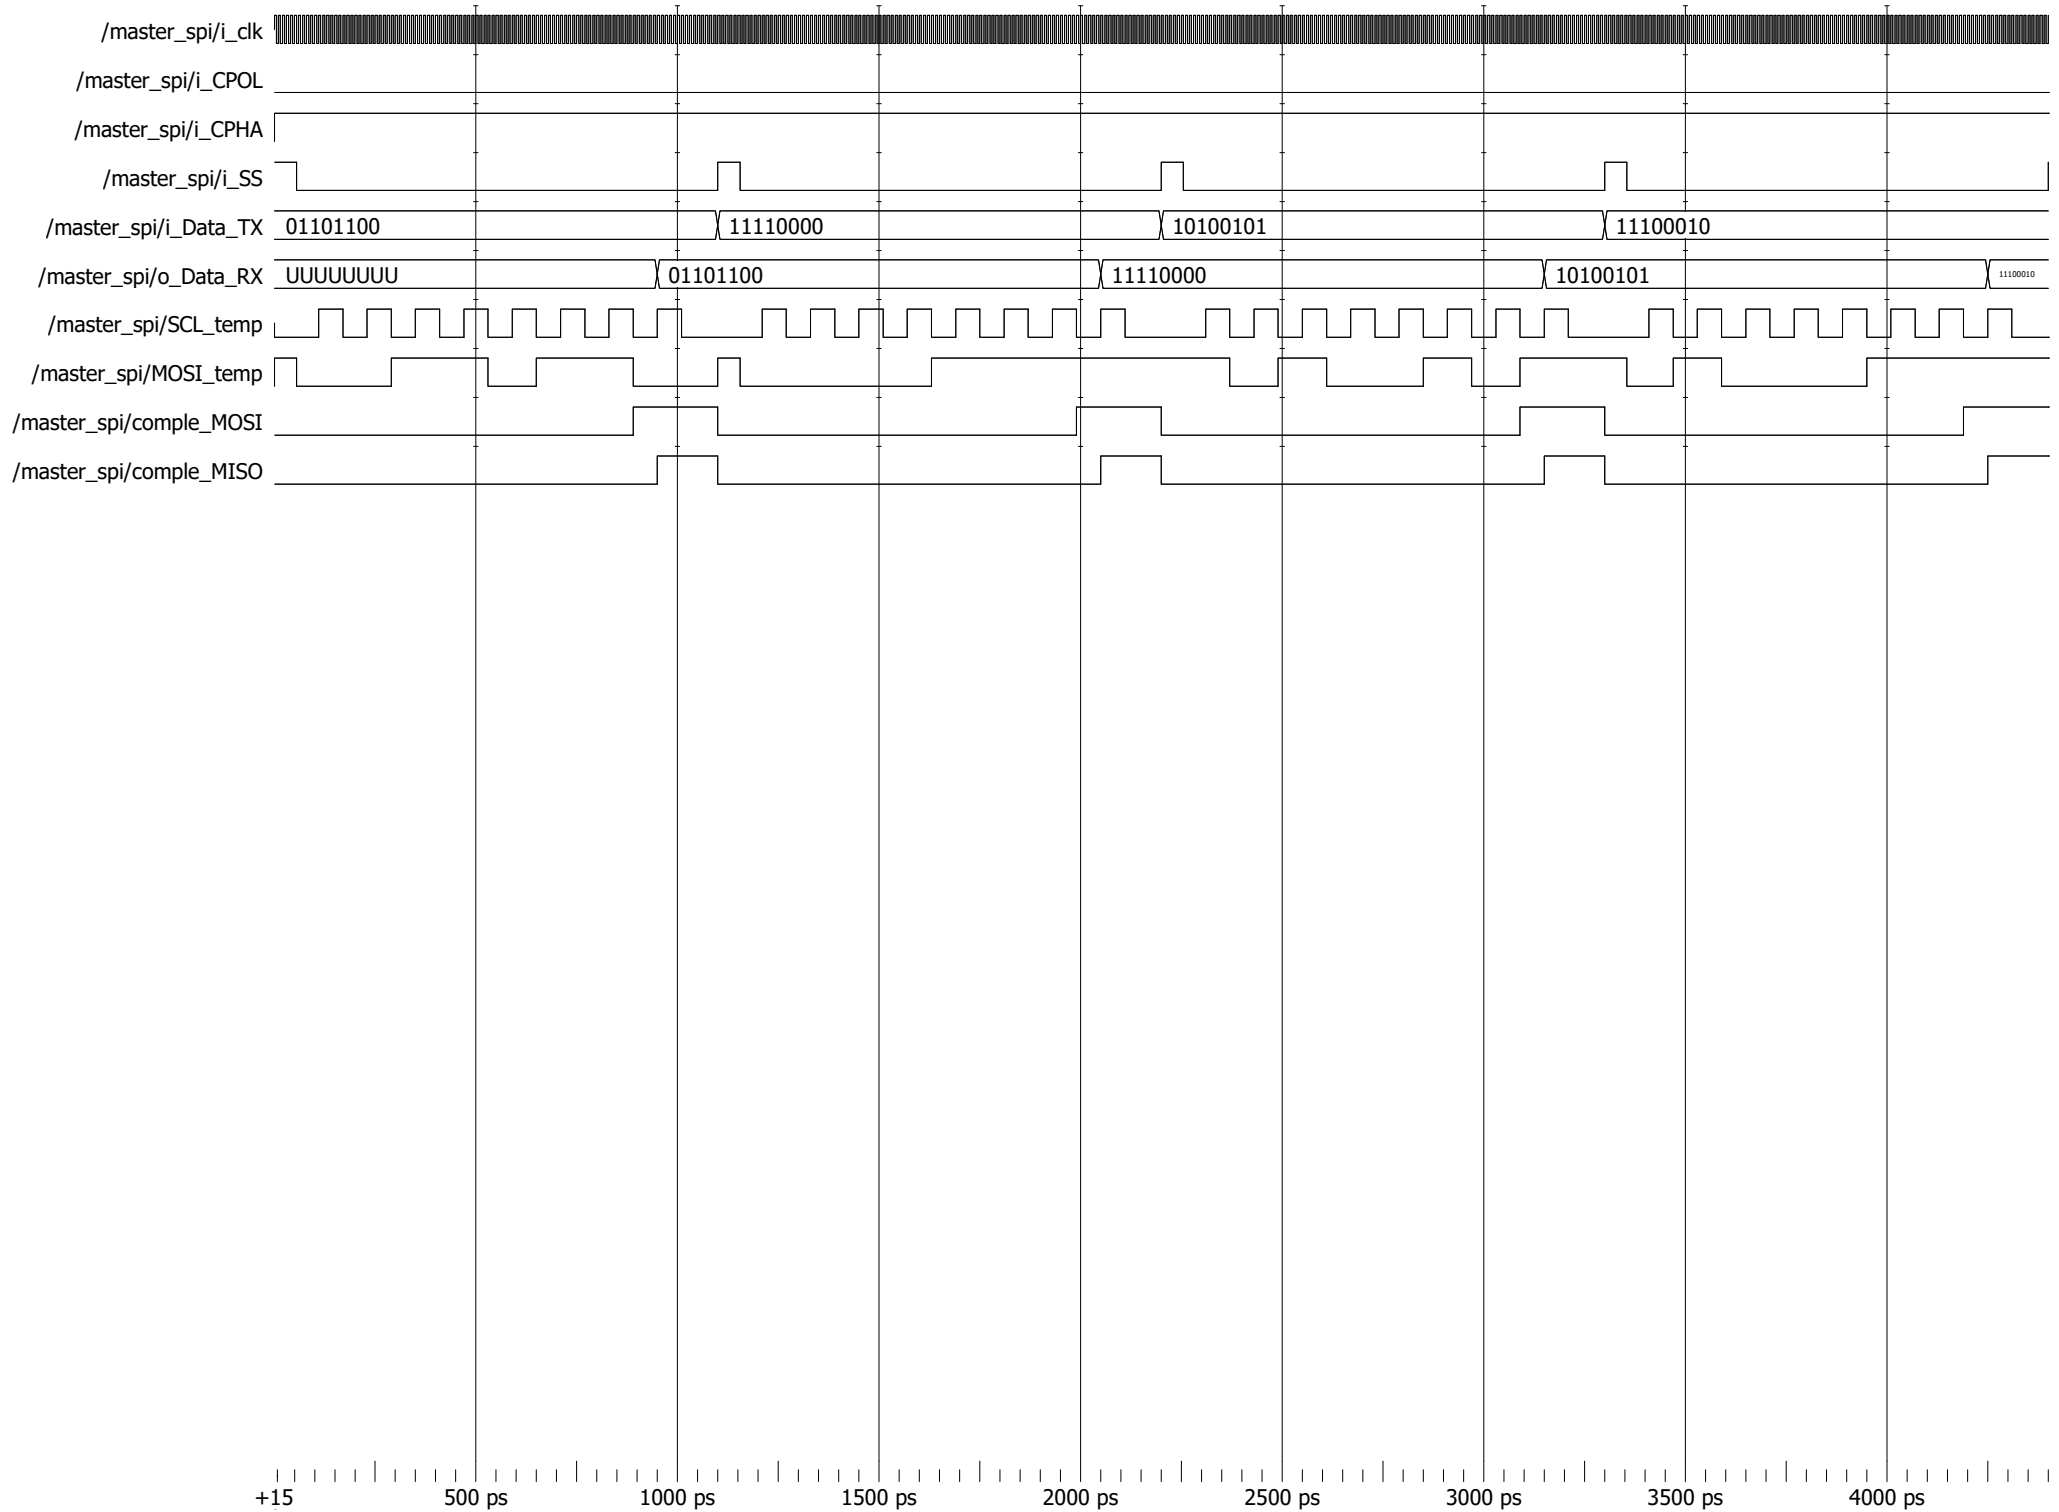 /master_spi/i_clk
/master_spi/i_CPOL
/master_spi/i_CPHA
/master_spi/i_SS
/master_spi/i_Data_TX 01101100 11110000 10100101 11100010
/master_spi/o_Data_RX UUUUUUUU 01101100 11110000 10100101 11100010
/master_spi/SCL_temp
/master_spi/MOSI_temp
/master_spi/comple_MOSI
/master_spi/comple_MISO
+15 500 ps 1000 ps 1500 ps 2000 ps 2500 ps 3000 ps 3500 ps 4000 ps